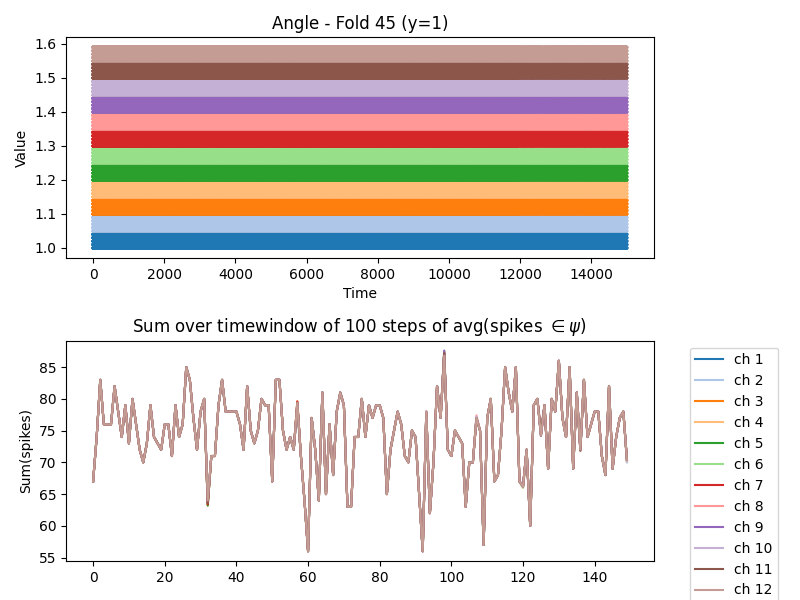 Angle - Fold 45 (y=1)
Value
1.6
1.5
1.4
1.3
1.2
1.1
1.0
0 2000 4000 6000 8000 10000 12000 14000
Time
Sum over timewindow of 100 steps of avg(spikes ∈ ψ)
Sum(spikes)
85
80
75
70
65
60
55
0 20 40 60 80 100 120 140
ch 1
ch 2
ch 3
ch 4
ch 5
ch 6
ch 7
ch 8
ch 9
ch 10
ch 11
ch 12